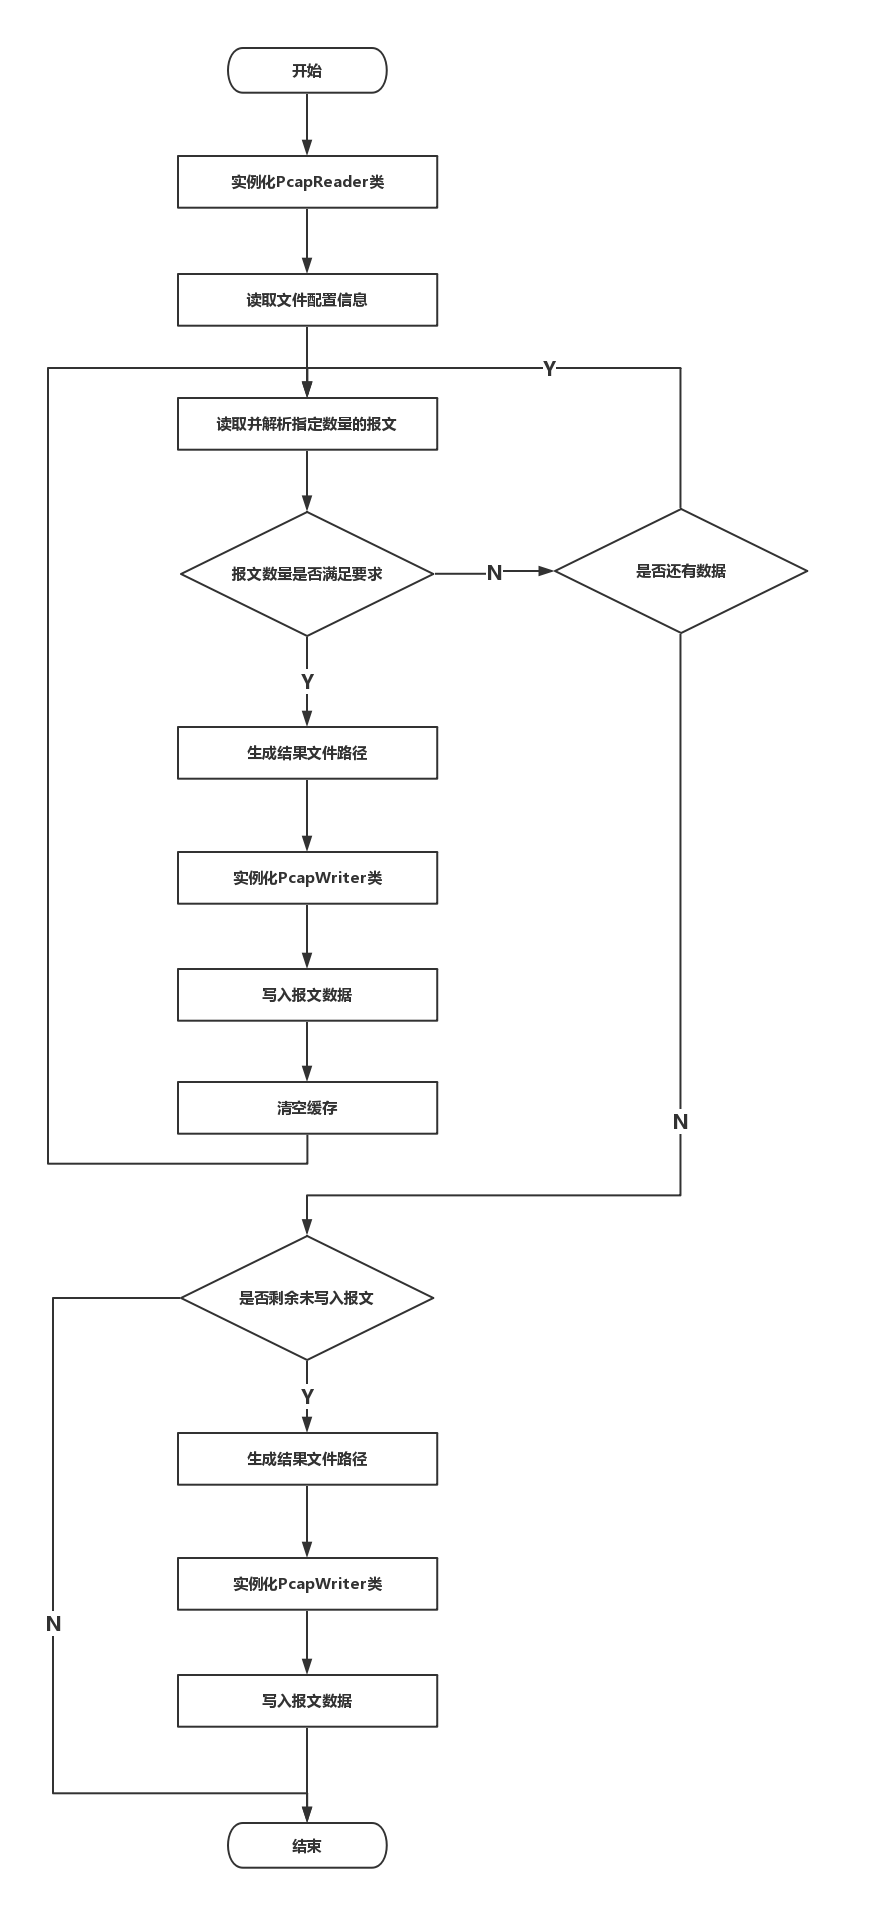 开始
实例化PcapReader类
读取文件配置信息
Y
读取并解析指定数量的报文
报文数量是否满足要求
N
是否还有数据
Y
生成结果文件路径
实例化PcapWriter类
写入报文数据
清空缓存
N
是否剩余未写入报文
Y
生成结果文件路径
实例化PcapWriter类
N
写入报文数据
结束